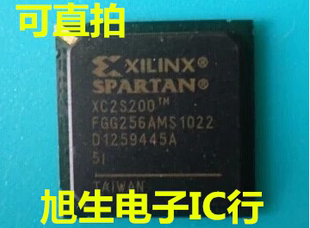 可直拍
XILINX
SPARTAN
XC2S200™
FGG256AMS1022
D1259445A
5I
TAIWAN
旭生电子IC行